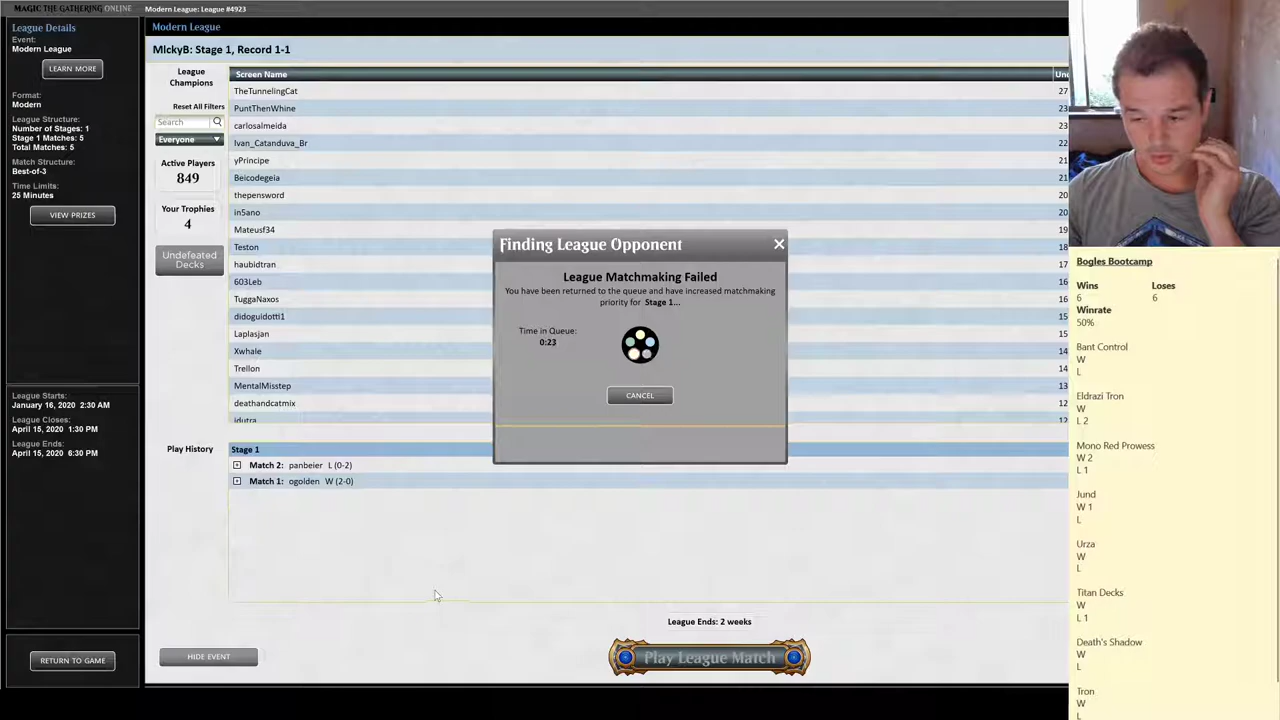 MAGIC THE GATHERING ONLINE
Modern League: League #4923
League Details
Event:
Modern League
LEARN MORE
Format:
Modern
League Structure:
Number of Stages: 1
Stage 1 Matches: 5
Total Matches: 5
Match Structure:
Best-of-3
Time Limits:
25 Minutes
VIEW PRIZES
League Starts:
January 16, 2020 2:30 AM
League Closes:
April 15, 2020 1:30 PM
League Ends:
April 15, 2020 6:30 PM
RETURN TO GAME
Modern League
MIckyB: Stage 1, Record 1-1
League
Champions
Reset All Filters
Search
Everyone
Active Players
849
Your Trophies
4
Undefeated
Decks
Screen Name
TheTunnelingCat 27
PuntThenWhine 23
carlosalmeida 23
Ivan_Catanduva_Br 22
yPrincipe 21
Beicodegeia 21
thepensword 20
in5ano 20
Mateusf34 19
Teston 18
haubidtran 17
603Leb 16
TuggaNaxos 16
didoguidotti1 15
Laplasjan 15
Xwhale 14
Trellon 14
MentalMisstep 13
deathandcatmix 12
Finding League Opponent
League Matchmaking Failed
You have been returned to the queue and have increased matchmaking
priority for Stage 1...
Time in Queue:
0:23
CANCEL
Play History
Stage 1
Match 2: panbeier L (0-2)
Match 1: ogolden W (2-0)
League Ends: 2 weeks
HIDE EVENT
Play League Match
Bogles Bootcamp
Wins Loses
6 6
Winrate
50%
Bant Control
W
L
Eldrazi Tron
W
L 2
Mono Red Prowess
W 2
L 1
Jund
W 1
L
Urza
W
L
Titan Decks
W
L 1
Death's Shadow
W
L
Tron
W
L